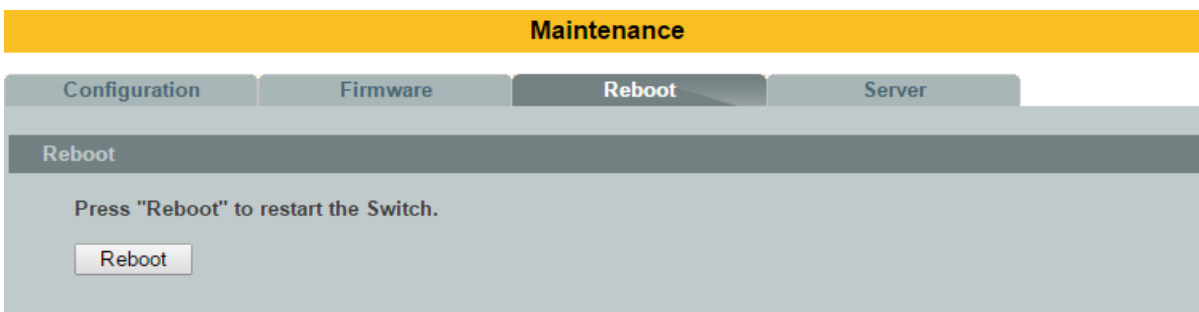 Maintenance
Configuration Firmware Reboot Server
Reboot
Press "Reboot" to restart the Switch.
Reboot